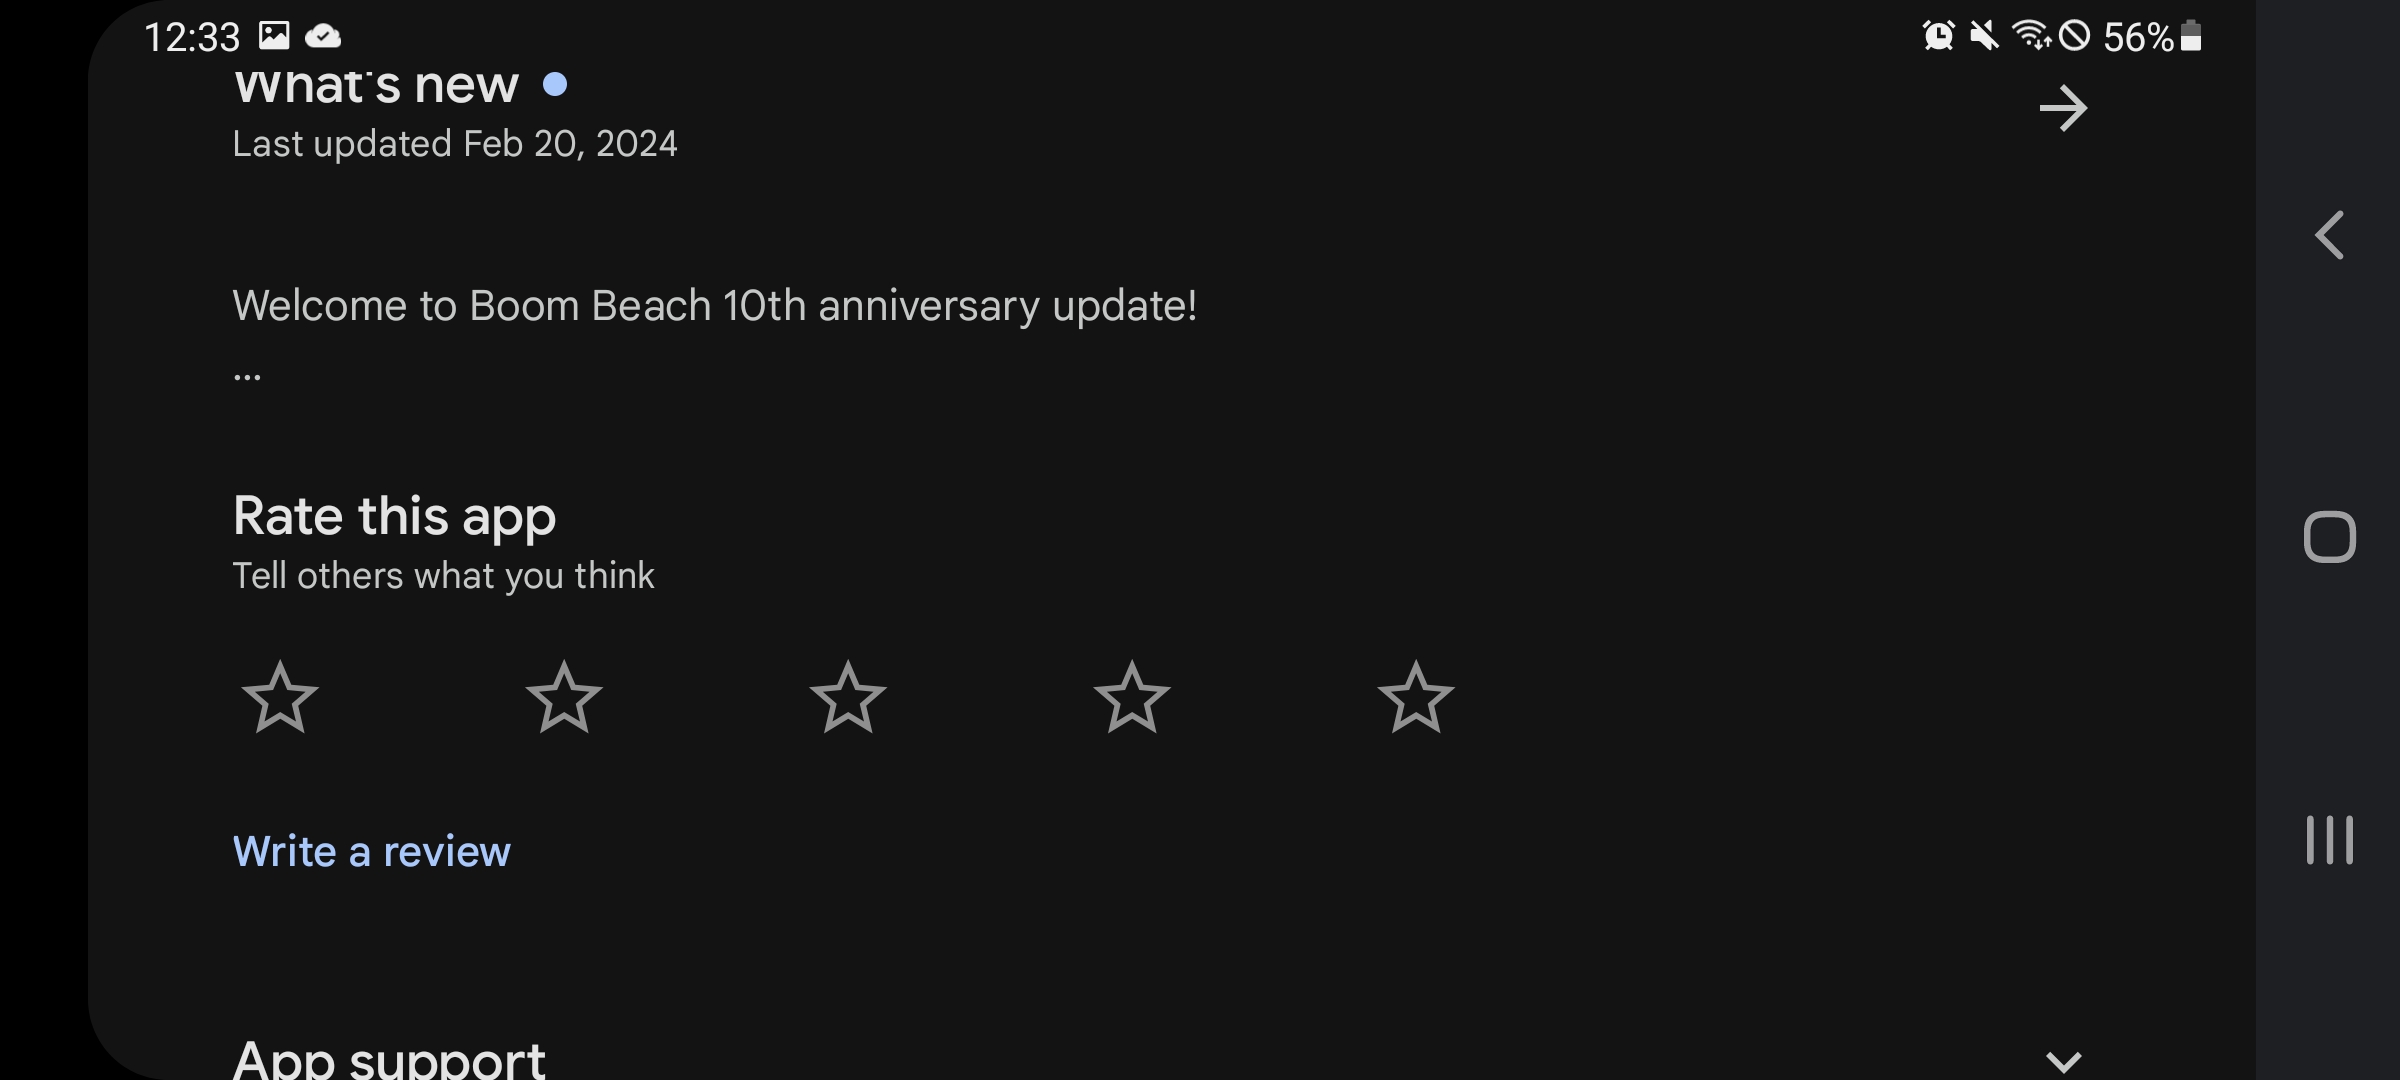 12:33
56%
What's new
Last updated Feb 20, 2024
Welcome to Boom Beach 10th anniversary update!
...
Rate this app
Tell others what you think
Write a review
App support